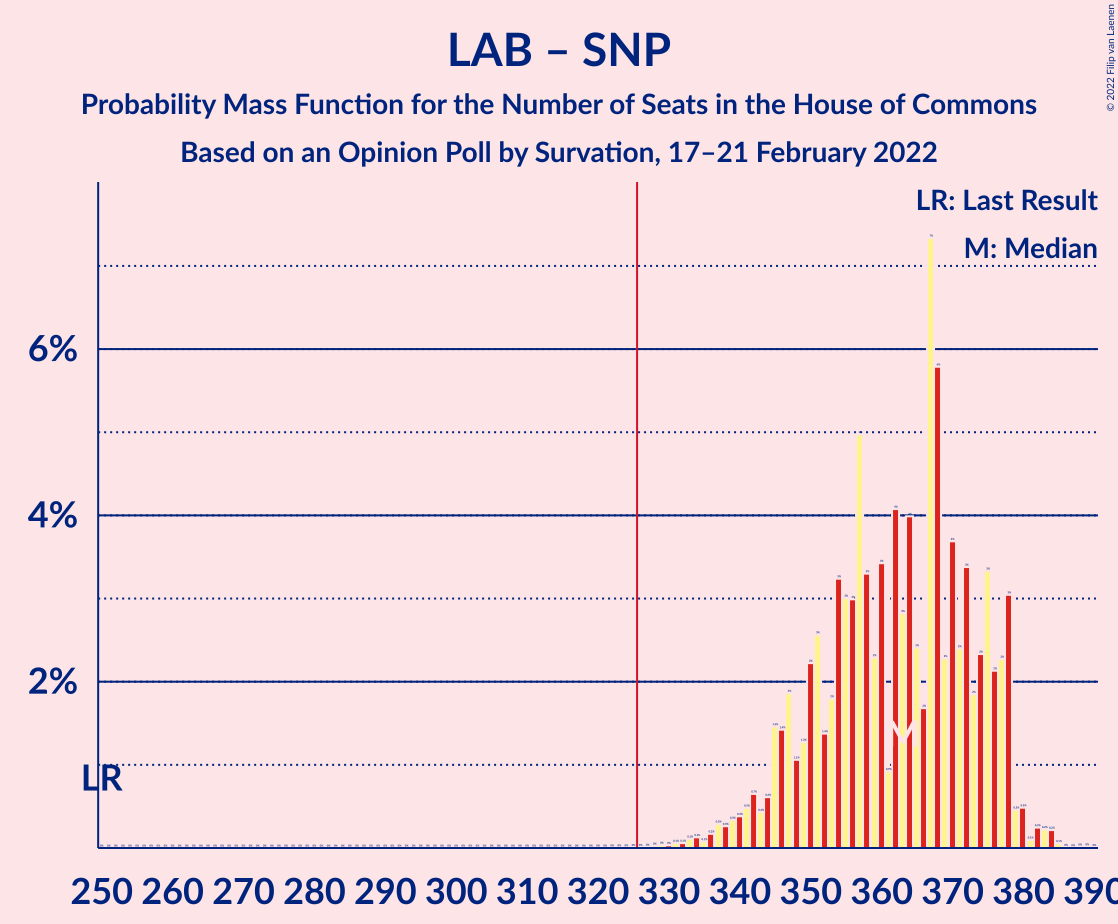 LAB – SNP
Probability Mass Function for the Number of Seats in the House of Commons
Based on an Opinion Poll by Survation, 17–21 February 2022
© 2022 Filip van Laenen
LR: Last Result
M: Median
6%
4%
2%
M
LR
250 260 270 280 290 300 310 320 330 340 350 360 370 380 390